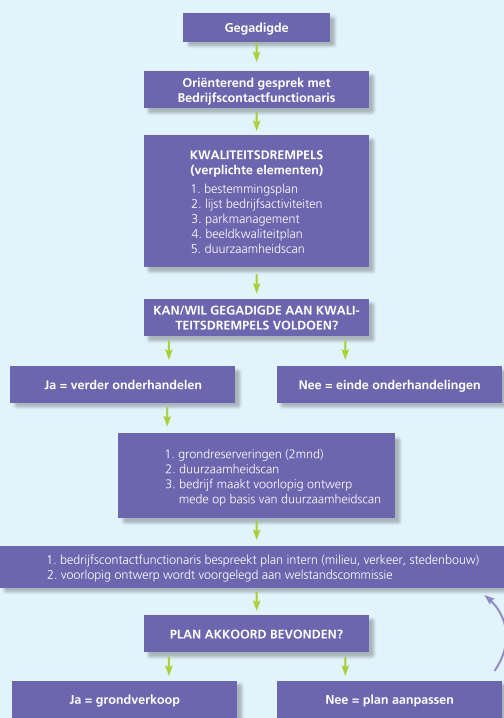 Gegadigde
Oriënterend gesprek met
Bedrijfscontactfunctionaris
KWALITEITSDREMPELS
(verplichte elementen)
1. bestemmingsplan
2. lijst bedrijfsactiviteiten
3. parkmanagement
4. beeldkwaliteitplan
5. duurzaamheidscan
KAN/WIL GEGADIGDE AAN KWALI-
TEITSDREMPELS VOLDOEN?
Ja = verder onderhandelen
Nee = einde onderhandelingen
1. grondreserveringen (2mnd)
2. duurzaamheidscan
3. bedrijf maakt voorlopig ontwerp
mede op basis van duurzaamheidscan
1. bedrijfscontactfunctionaris bespreekt plan intern (milieu, verkeer, stedenbouw)
2. voorlopig ontwerp wordt voorgelegd aan welstandscommissie
PLAN AKKOORD BEVONDEN?
Ja = grondverkoop
Nee = plan aanpassen